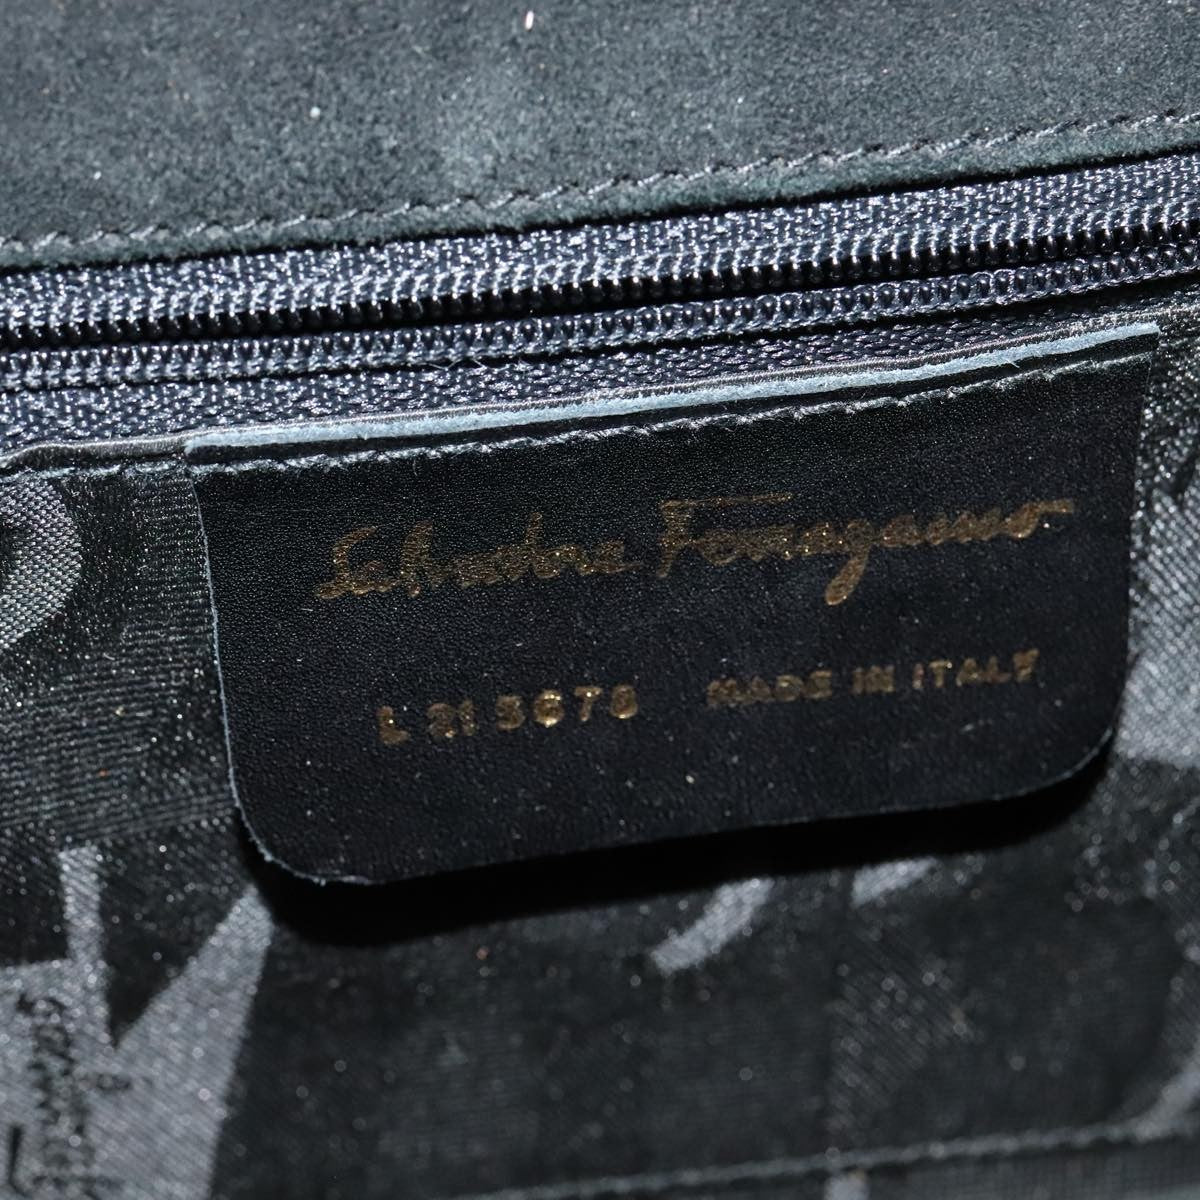 Salvatore Ferragamo
L 21 5678 MADE IN ITALY